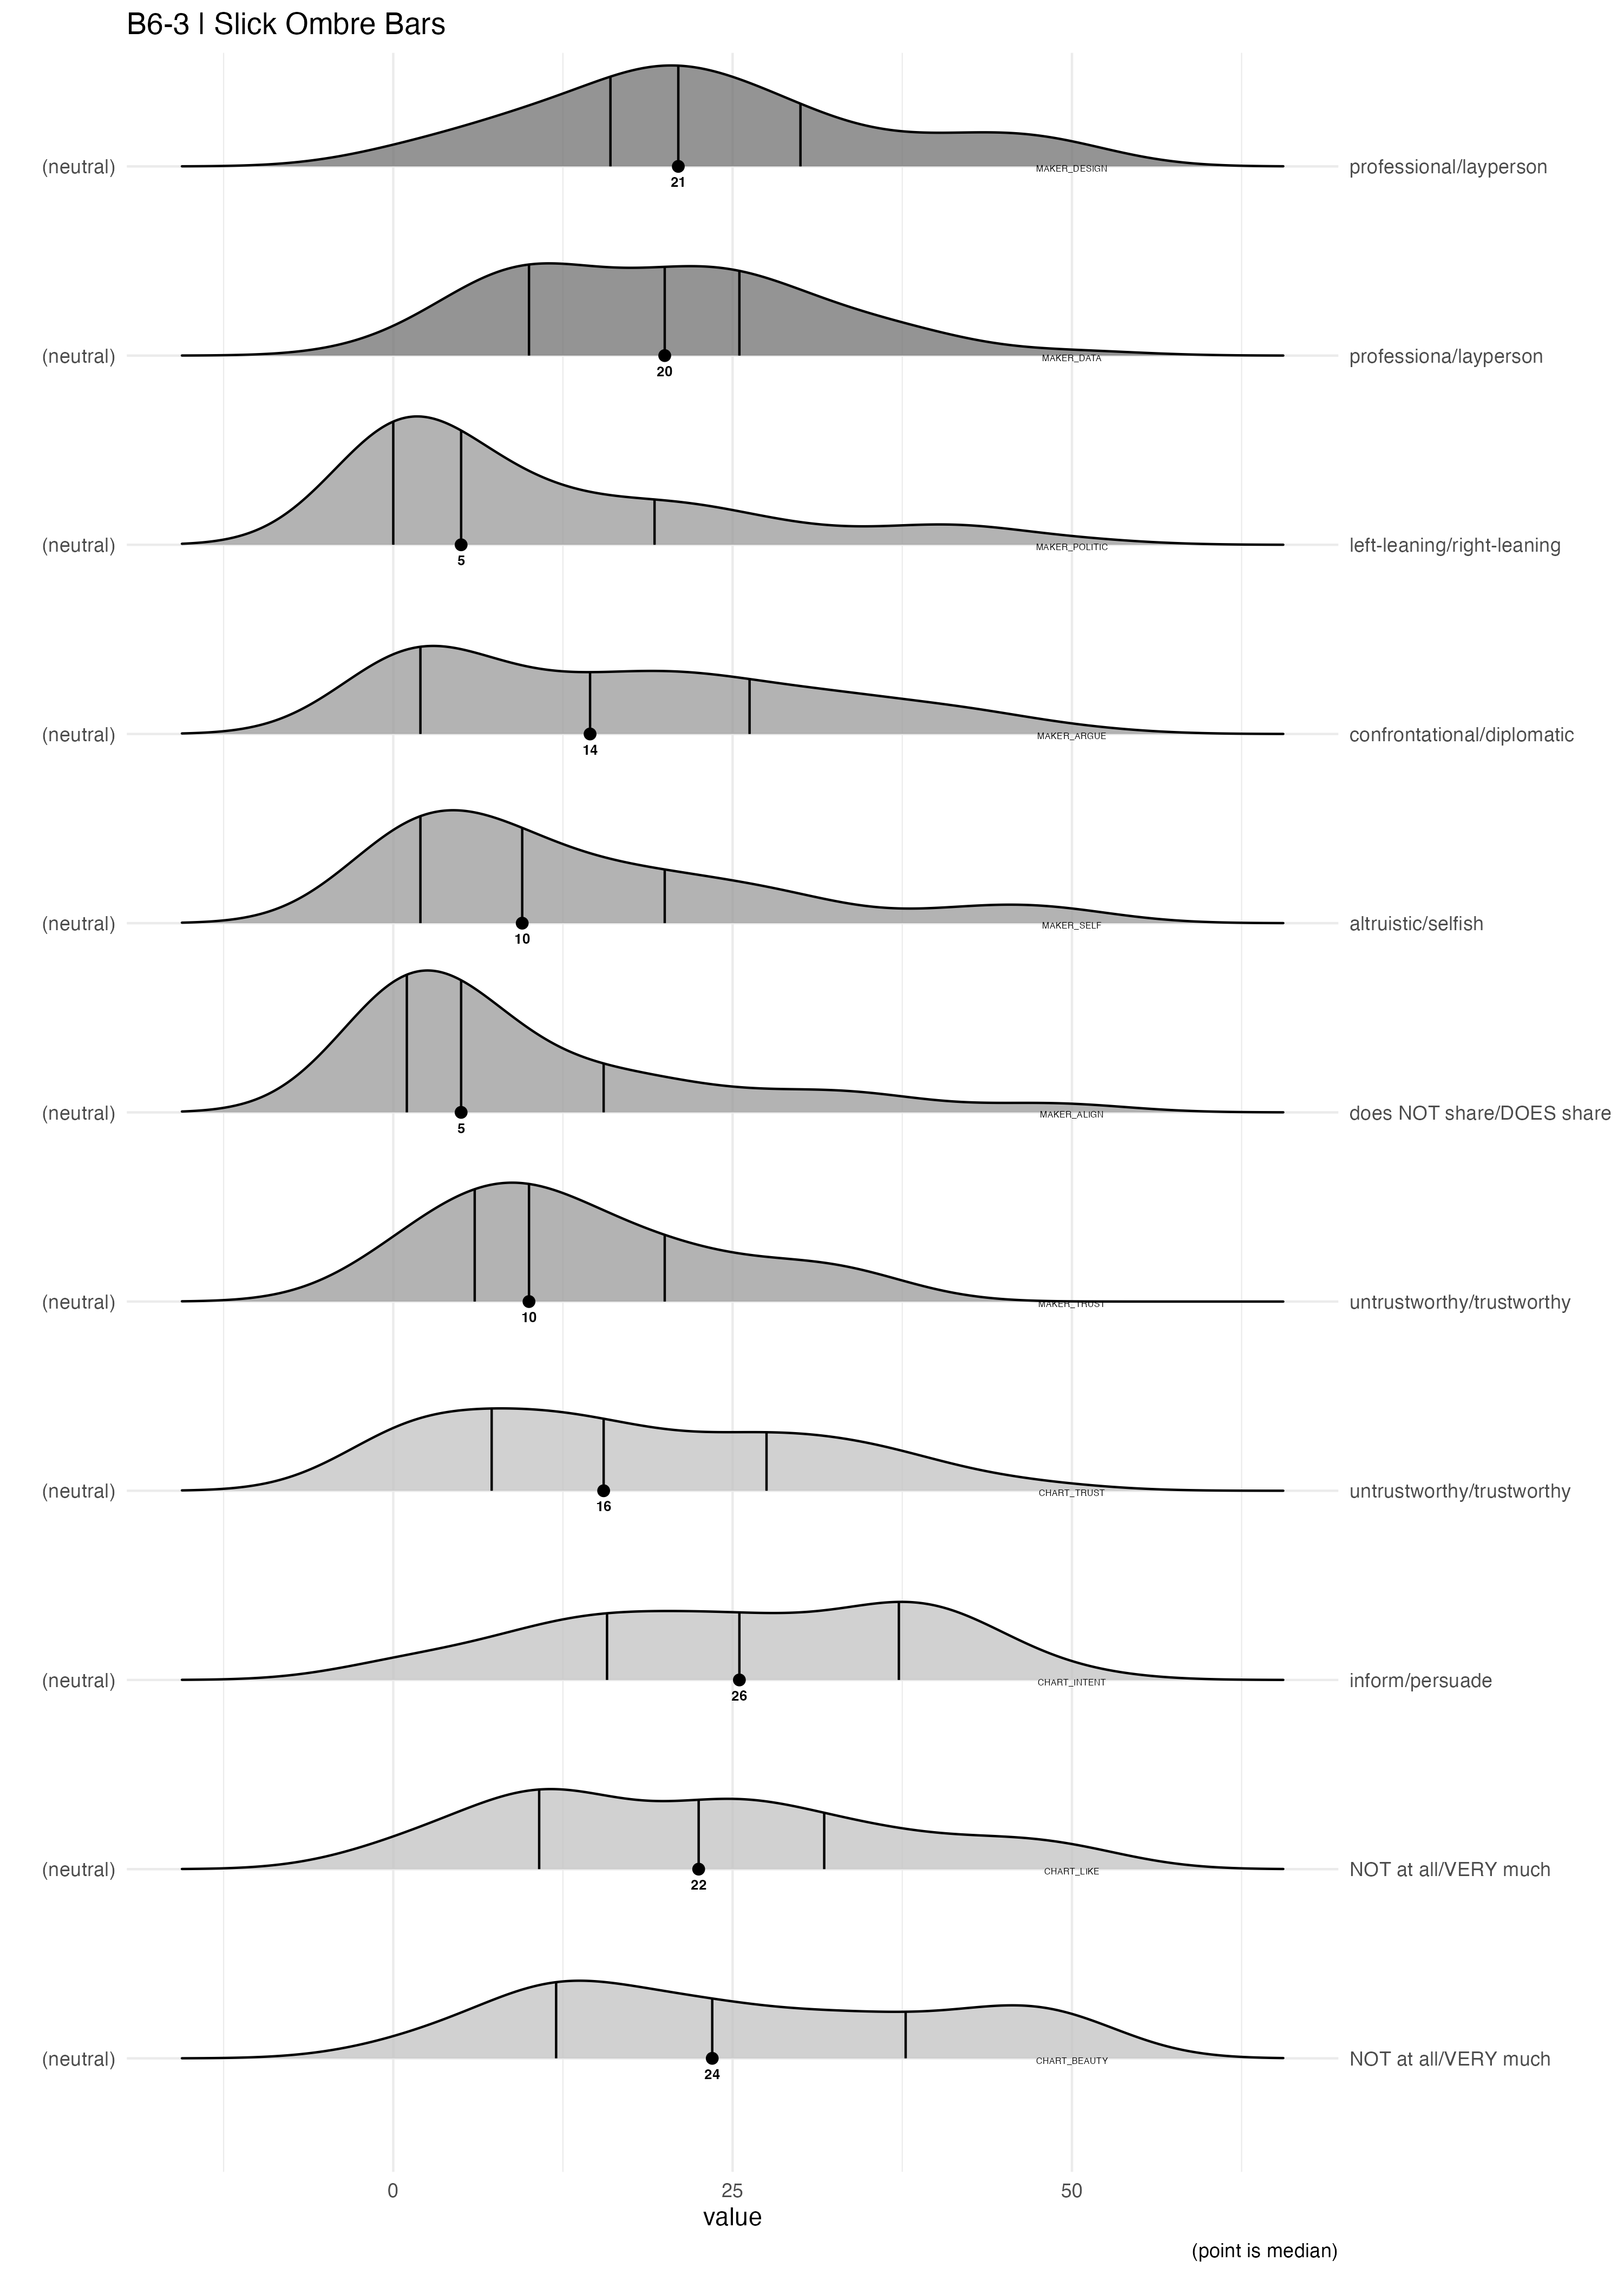 B6-3 | Slick Ombre Bars
(neutral) MAKER_DESIGN professional/layperson
21
(neutral) MAKER_DATA professiona/layperson
20
(neutral) MAKER_POLITIC left-leaning/right-leaning
5
(neutral) MAKER_ARGUE confrontational/diplomatic
14
(neutral) MAKER_SELF altruistic/selfish
10
(neutral) MAKER_ALIGN does NOT share/DOES share
5
(neutral) MAKER_TRUST untrustworthy/trustworthy
10
(neutral) CHART_TRUST untrustworthy/trustworthy
16
(neutral) CHART_INTENT inform/persuade
26
(neutral) CHART_LIKE NOT at all/VERY much
22
(neutral) CHART_BEAUTY NOT at all/VERY much
24
0 25 50
value
(point is median)